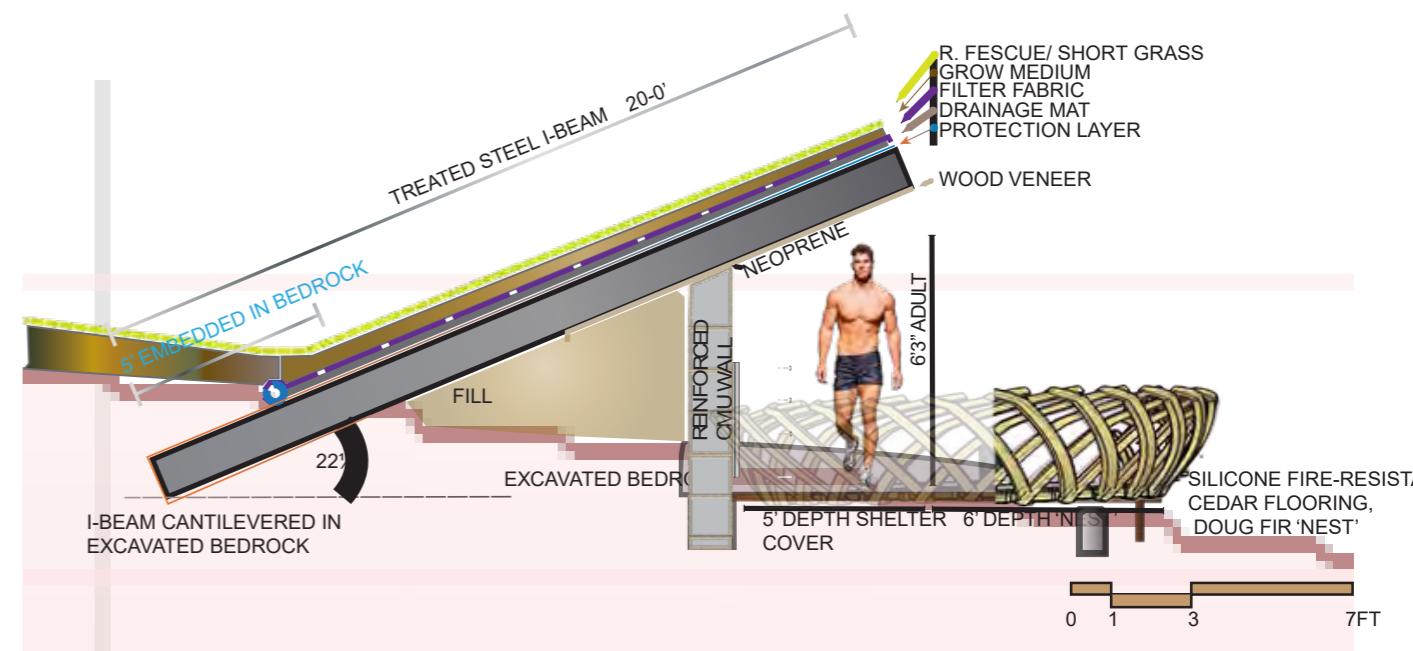 R. FESCUE/ SHORT GRASS
GROW MEDIUM
FILTER FABRIC
DRAINAGE MAT
PROTECTION LAYER
WOOD VENEER
TREATED STEEL I-BEAM 20-0'
5' EMBEDDED IN BEDROCK
NEOPRENE
6'3" ADULT
REINFORCED
CMU WALL
FILL
22°
EXCAVATED BEDRO
I-BEAM CANTILEVERED IN
EXCAVATED BEDROCK
5' DEPTH SHELTER
COVER
6' DEPTH 'NEST'
SILICONE FIRE-RESISTA
CEDAR FLOORING,
DOUG FIR 'NEST'
0 1 3 7FT